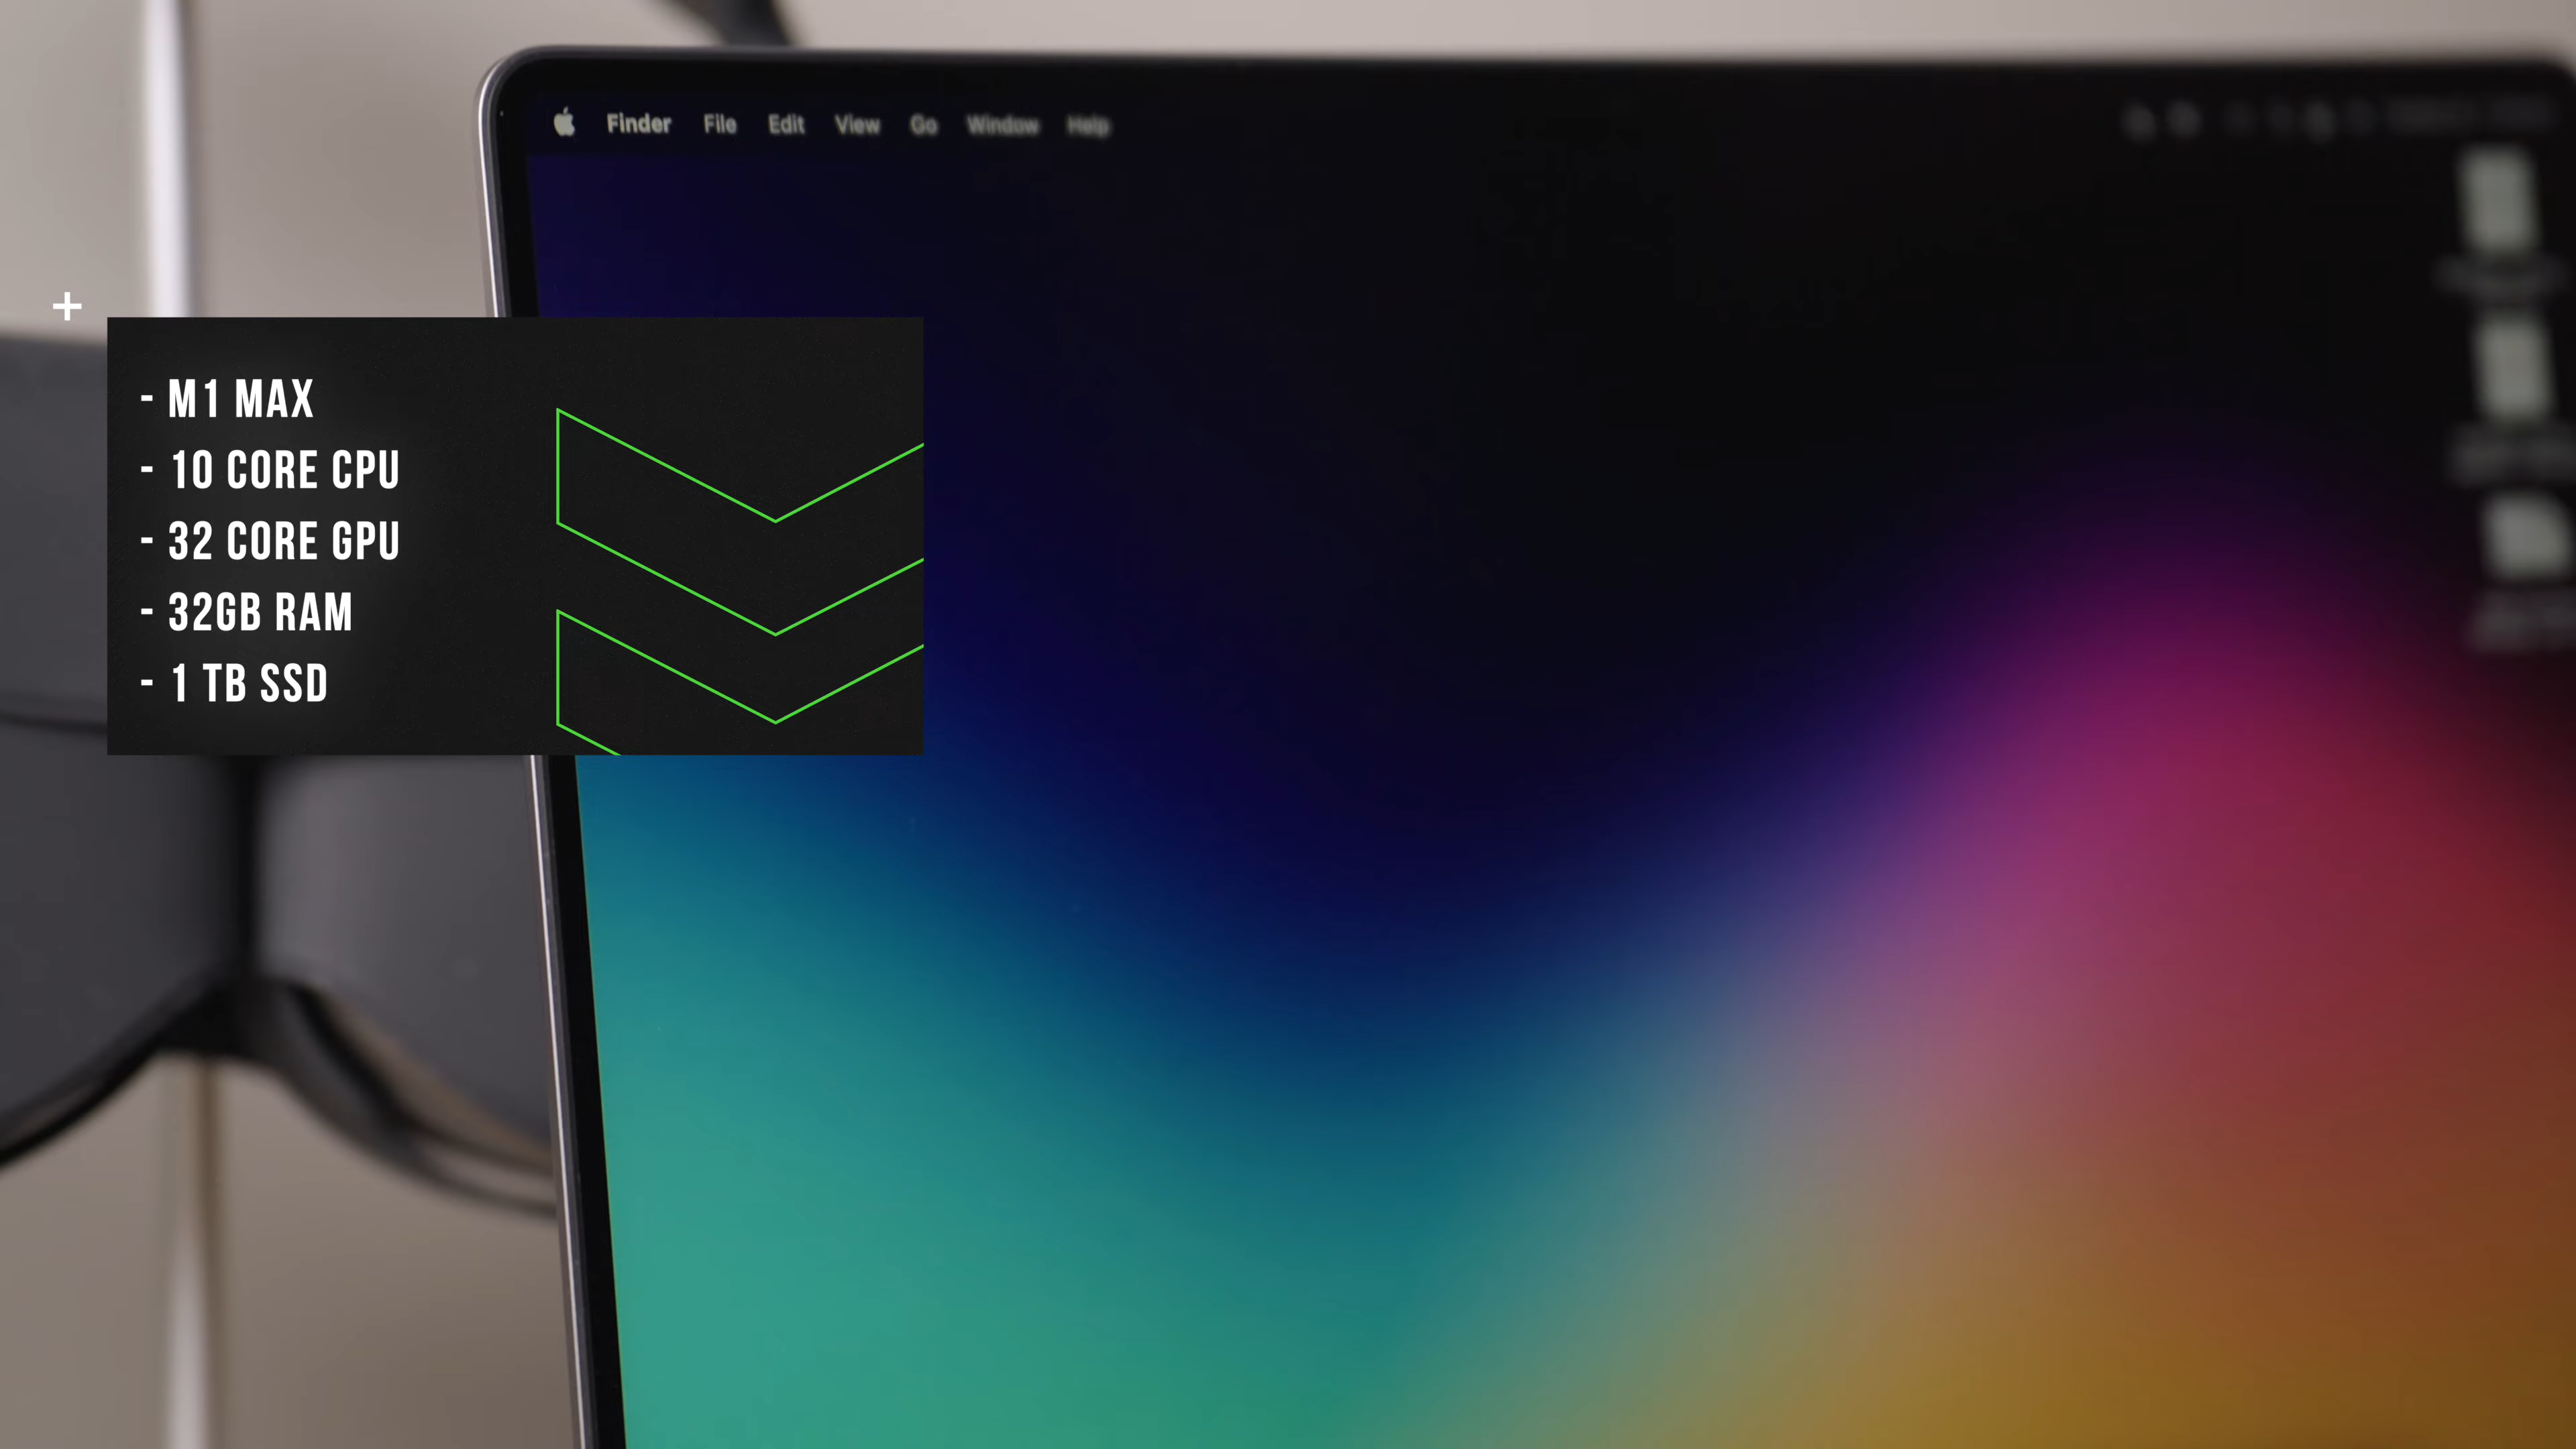 Finder File Edit View Go Window Help
- M1 MAX
- 10 CORE CPU
- 32 CORE GPU
- 32GB RAM
- 1 TB SSD